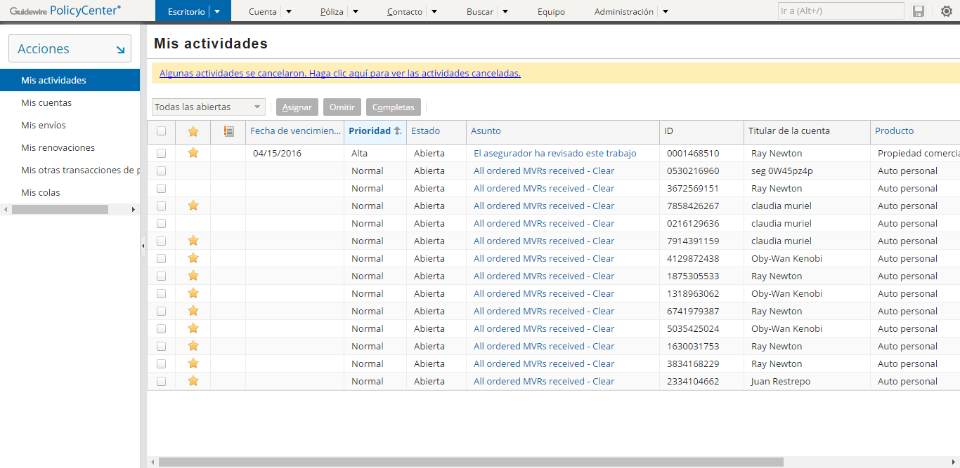 Guidewire PolicyCenter® Escritorio Cuenta Póliza Contacto Buscar Equipo Administración Ir a (Alt+/)
Acciones
Mis actividades
Mis cuentas
Mis envíos
Mis renovaciones
Mis otras transacciones de p
Mis colas
Mis actividades
Algunas actividades se cancelaron. Haga clic aquí para ver las actividades canceladas.
Todas las abiertas Asignar Omitir Completas
Fecha de vencimien... Prioridad Estado Asunto ID Titular de la cuenta Producto
04/15/2016 Alta Abierta El asegurador ha revisado este trabajo 0001468510 Ray Newton Propiedad comercia
Normal Abierta All ordered MVRs received - Clear 0530216960 seg 0W45pz4p Auto personal
Normal Abierta All ordered MVRs received - Clear 3672569151 Ray Newton Auto personal
Normal Abierta All ordered MVRs received - Clear 7858426267 claudia muriel Auto personal
Normal Abierta All ordered MVRs received - Clear 0216129636 claudia muriel Auto personal
Normal Abierta All ordered MVRs received - Clear 7914391159 claudia muriel Auto personal
Normal Abierta All ordered MVRs received - Clear 4129872438 Oby-Wan Kenobi Auto personal
Normal Abierta All ordered MVRs received - Clear 1875305533 Ray Newton Auto personal
Normal Abierta All ordered MVRs received - Clear 1318963062 Oby-Wan Kenobi Auto personal
Normal Abierta All ordered MVRs received - Clear 6741979387 Ray Newton Auto personal
Normal Abierta All ordered MVRs received - Clear 5035425024 Oby-Wan Kenobi Auto personal
Normal Abierta All ordered MVRs received - Clear 1630031753 Ray Newton Auto personal
Normal Abierta All ordered MVRs received - Clear 3834168229 Ray Newton Auto personal
Normal Abierta All ordered MVRs received - Clear 2334104662 Juan Restrepo Auto personal